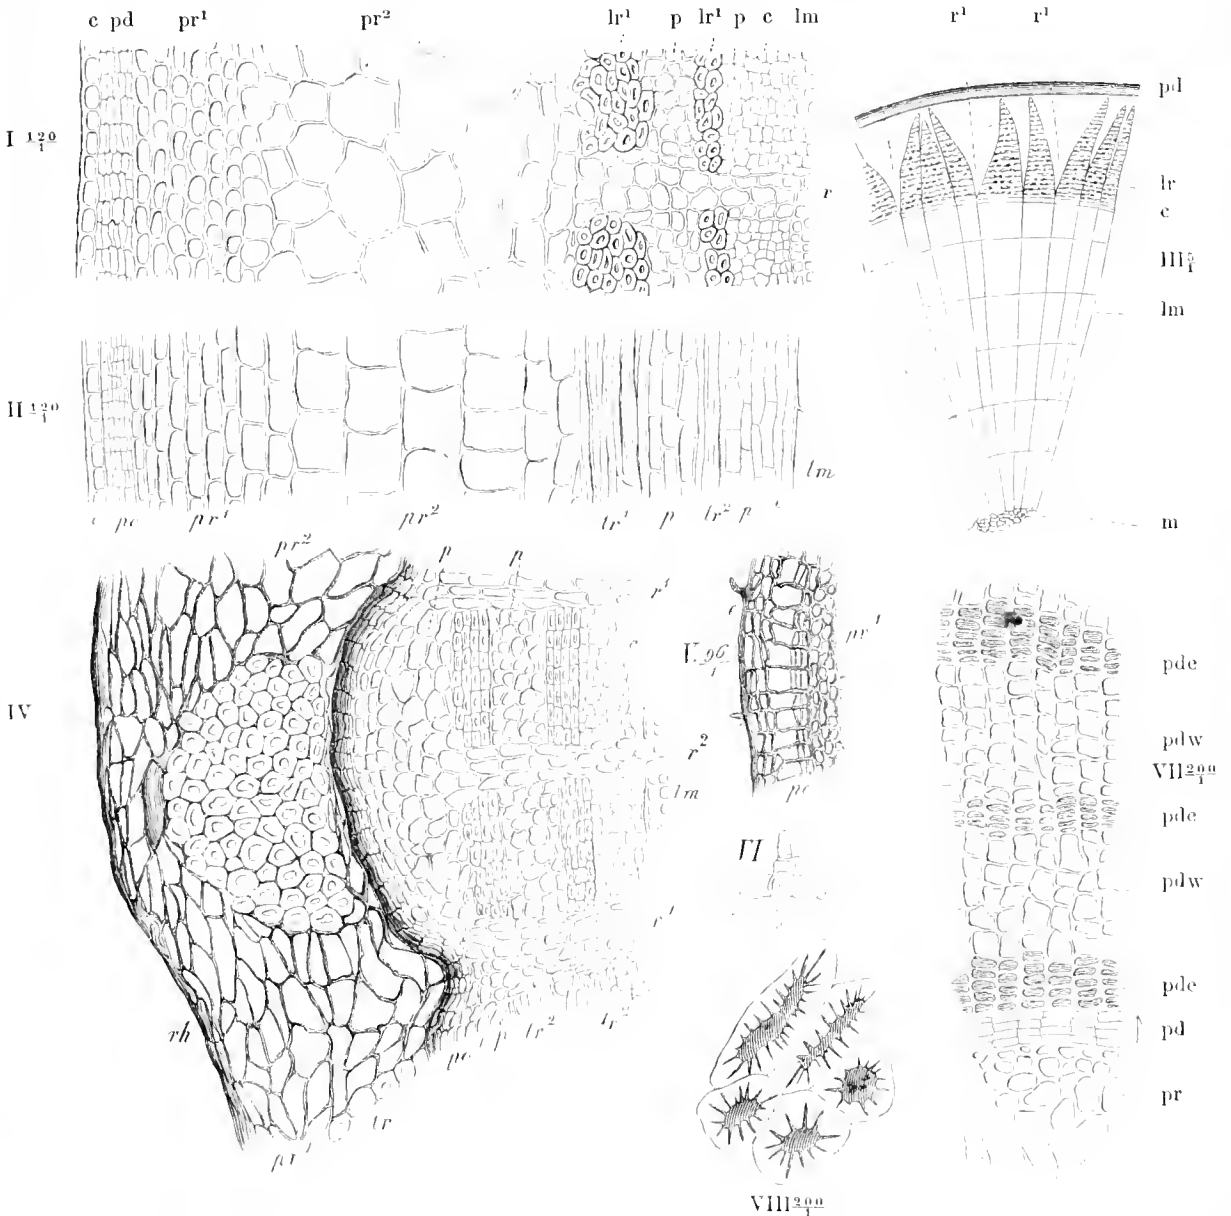 c pd pr¹ pr² lr¹ p lr¹ p c lm r¹ r¹
pd
I 120/1
lr
r
c
III 5/1
lm
II 120/1
lm
pr¹ pr² lr¹ p lr² p
m
pr² p p r¹
pr¹
V. 96/1
pde
IV
pdw
r²
VII 200/1
lm
pde
VI
pdw
r¹
pde
rh
lr² lr²
pd
pr
lr
pr¹
VIII 200/1